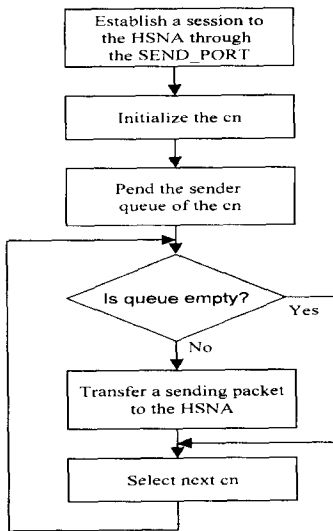 Establish a session to
the HSNA through
the SEND_PORT
Initialize the cn
Pend the sender
queue of the cn
Is queue empty?
Yes
No
Transfer a sending packet
to the HSNA
Select next cn